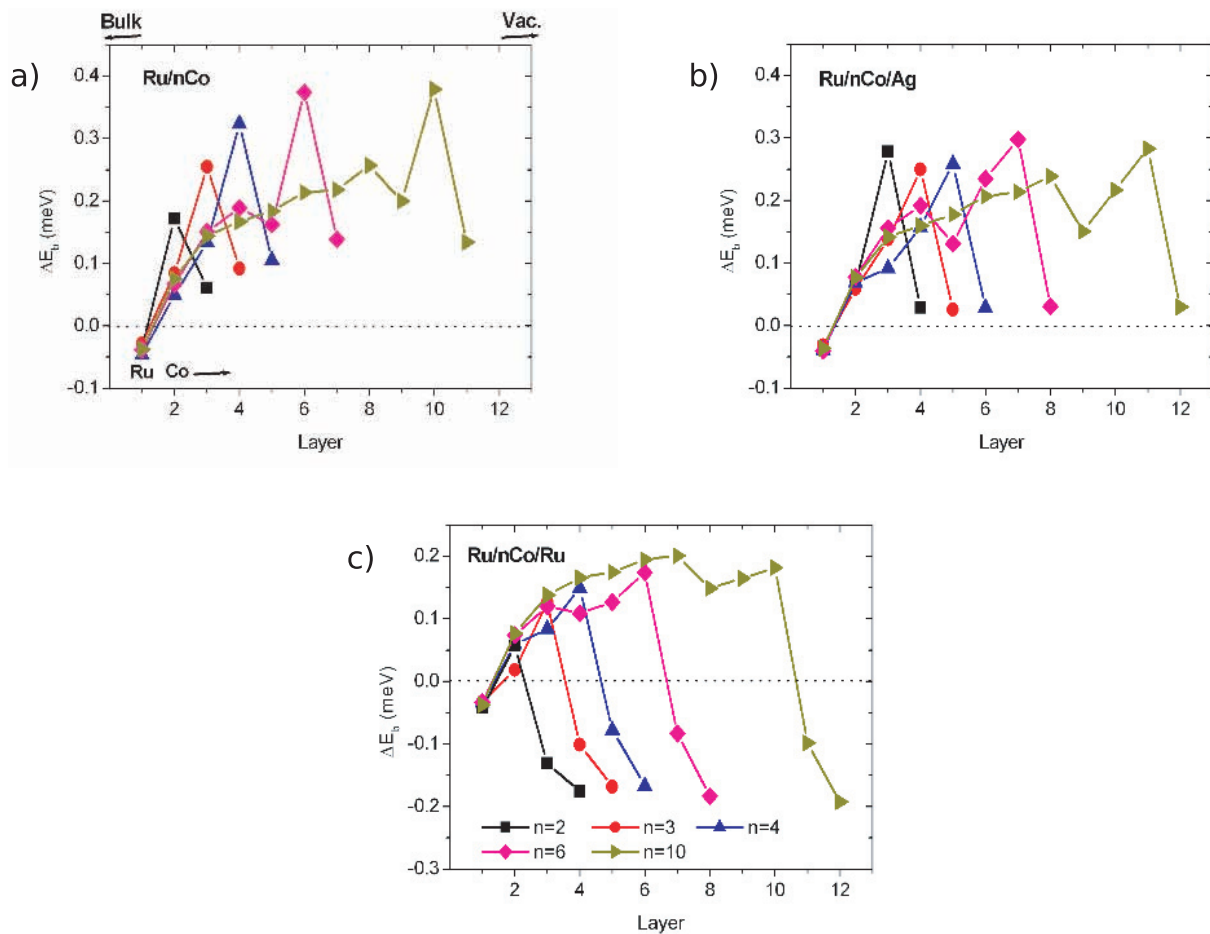 Bulk Vac.
a)
Ru/nCo
0.4
0.3
0.2
0.1
0.0
-0.1
ΔE_b (meV)
Ru Co
2 4 6 8 10 12
Layer
b)
Ru/nCo/Ag
0.4
0.3
0.2
0.1
0.0
-0.1
ΔE_b (meV)
2 4 6 8 10 12
Layer
c)
Ru/nCo/Ru
0.2
0.1
0.0
-0.1
-0.2
-0.3
ΔE_b (meV)
n=2 n=3 n=4
n=6 n=10
2 4 6 8 10 12
Layer